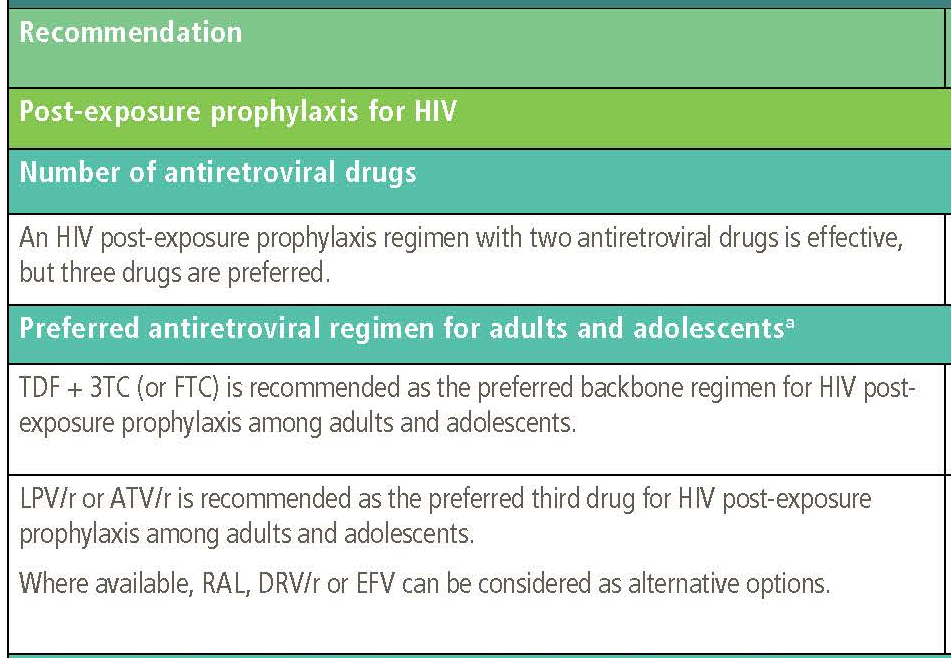 Recommendation
Post-exposure prophylaxis for HIV
Number of antiretroviral drugs
An HIV post-exposure prophylaxis regimen with two antiretroviral drugs is effective,
but three drugs are preferred.
Preferred antiretroviral regimen for adults and adolescentsᵃ
TDF + 3TC (or FTC) is recommended as the preferred backbone regimen for HIV post-
exposure prophylaxis among adults and adolescents.
LPV/r or ATV/r is recommended as the preferred third drug for HIV post-exposure
prophylaxis among adults and adolescents.
Where available, RAL, DRV/r or EFV can be considered as alternative options.